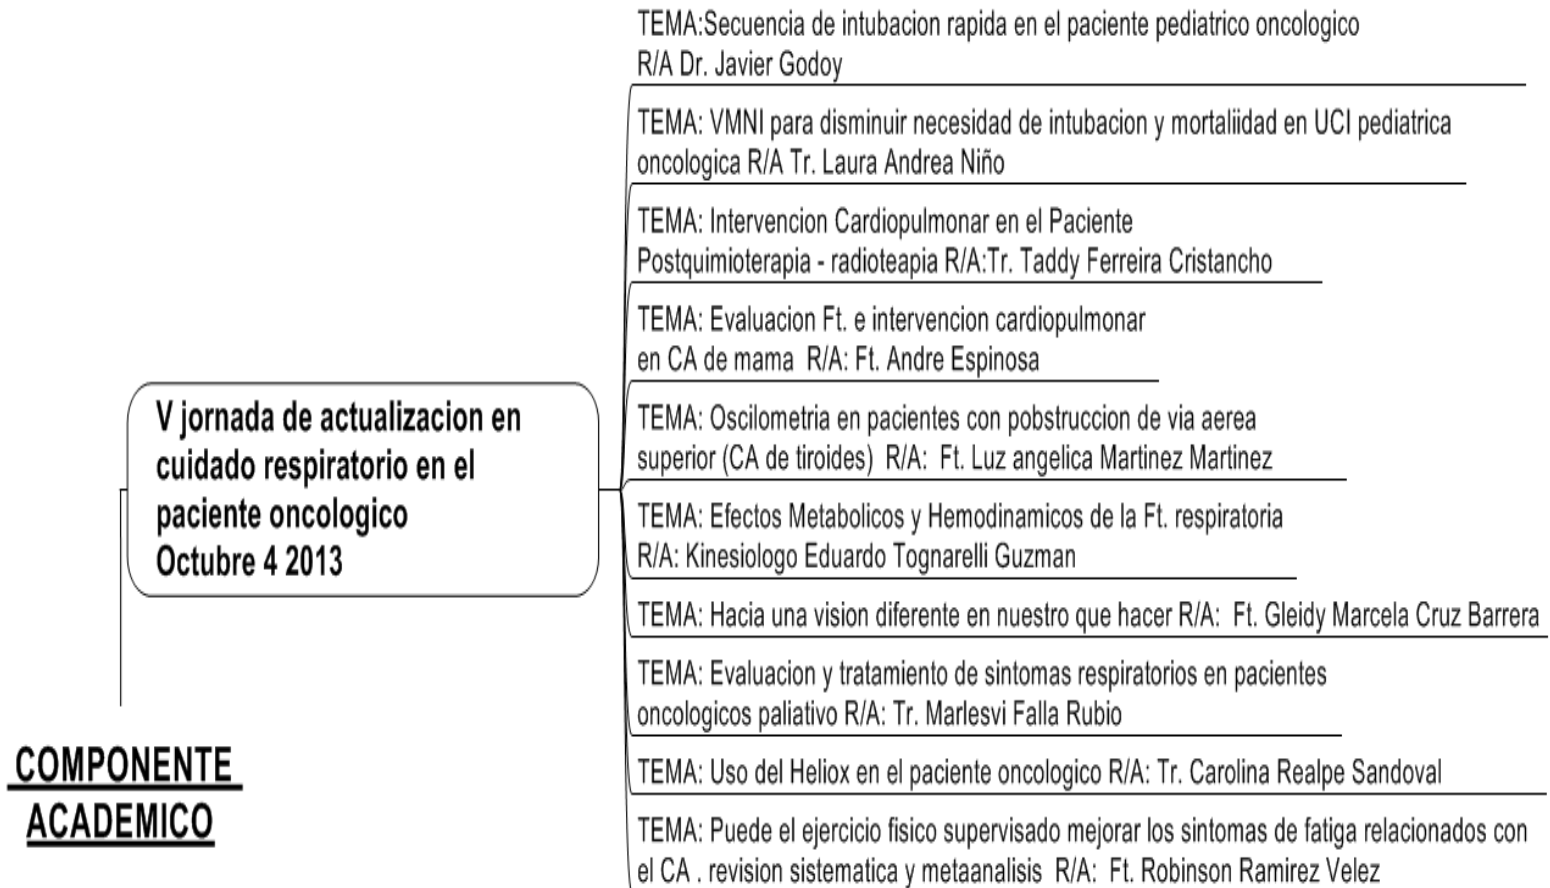 TEMA:Secuencia de intubacion rapida en el paciente pediatrico oncologico
R/A Dr. Javier Godoy
TEMA: VMNI para disminuir necesidad de intubacion y mortaliidad en UCI pediatrica
oncologica R/A Tr. Laura Andrea Niño
TEMA: Intervencion Cardiopulmonar en el Paciente
Postquimioterapia - radioteapia R/A:Tr. Taddy Ferreira Cristancho
TEMA: Evaluacion Ft. e intervencion cardiopulmonar
en CA de mama R/A: Ft. Andre Espinosa
TEMA: Oscilometria en pacientes con pobstruccion de via aerea
superior (CA de tiroides) R/A: Ft. Luz angelica Martinez Martinez
TEMA: Efectos Metabolicos y Hemodinamicos de la Ft. respiratoria
R/A: Kinesiologo Eduardo Tognarelli Guzman
TEMA: Hacia una vision diferente en nuestro que hacer R/A: Ft. Gleidy Marcela Cruz Barrera
TEMA: Evaluacion y tratamiento de sintomas respiratorios en pacientes
oncologicos paliativo R/A: Tr. Marlesvi Falla Rubio
TEMA: Uso del Heliox en el paciente oncologico R/A: Tr. Carolina Realpe Sandoval
TEMA: Puede el ejercicio fisico supervisado mejorar los sintomas de fatiga relacionados con
el CA . revision sistematica y metaanalisis R/A: Ft. Robinson Ramirez Velez
V jornada de actualizacion en
cuidado respiratorio en el
paciente oncologico
Octubre 4 2013
COMPONENTE
ACADEMICO